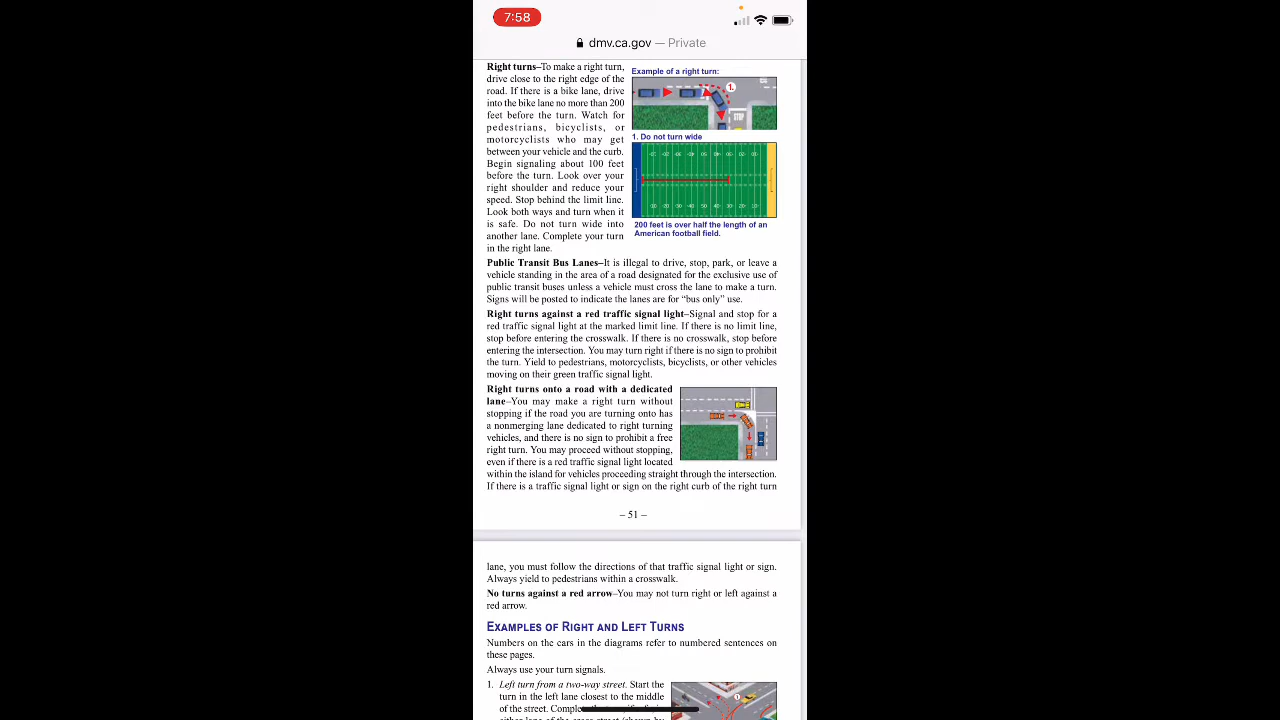 7:58
dmv.ca.gov — Private
Right turns–To make a right turn,
drive close to the right edge of the
road. If there is a bike lane, drive
into the bike lane no more than 200
feet before the turn. Watch for
pedestrians, bicyclists, or
motorcyclists who may get
between your vehicle and the curb.
Begin signaling about 100 feet
before the turn. Look over your
right shoulder and reduce your
speed. Stop behind the limit line.
Look both ways and turn when it
is safe. Do not turn wide into
another lane. Complete your turn
in the right lane.
Example of a right turn:
1.
STOP
1. Do not turn wide
200 feet is over half the length of an
American football field.
Public Transit Bus Lanes–It is illegal to drive, stop, park, or leave a
vehicle standing in the area of a road designated for the exclusive use of
public transit buses unless a vehicle must cross the lane to make a turn.
Signs will be posted to indicate the lanes are for “bus only” use.
Right turns against a red traffic signal light–Signal and stop for a
red traffic signal light at the marked limit line. If there is no limit line,
stop before entering the crosswalk. If there is no crosswalk, stop before
entering the intersection. You may turn right if there is no sign to prohibit
the turn. Yield to pedestrians, motorcyclists, bicyclists, or other vehicles
moving on their green traffic signal light.
Right turns onto a road with a dedicated
lane–You may make a right turn without
stopping if the road you are turning onto has
a nonmerging lane dedicated to right turning
vehicles, and there is no sign to prohibit a free
right turn. You may proceed without stopping,
even if there is a red traffic signal light located
within the island for vehicles proceeding straight through the intersection.
If there is a traffic signal light or sign on the right curb of the right turn
– 51 –
lane, you must follow the directions of that traffic signal light or sign.
Always yield to pedestrians within a crosswalk.
No turns against a red arrow–You may not turn right or left against a
red arrow.
EXAMPLES OF RIGHT AND LEFT TURNS
Numbers on the cars in the diagrams refer to numbered sentences on
these pages.
Always use your turn signals.
1. Left turn from a two-way street. Start the
turn in the left lane closest to the middle
of the street.